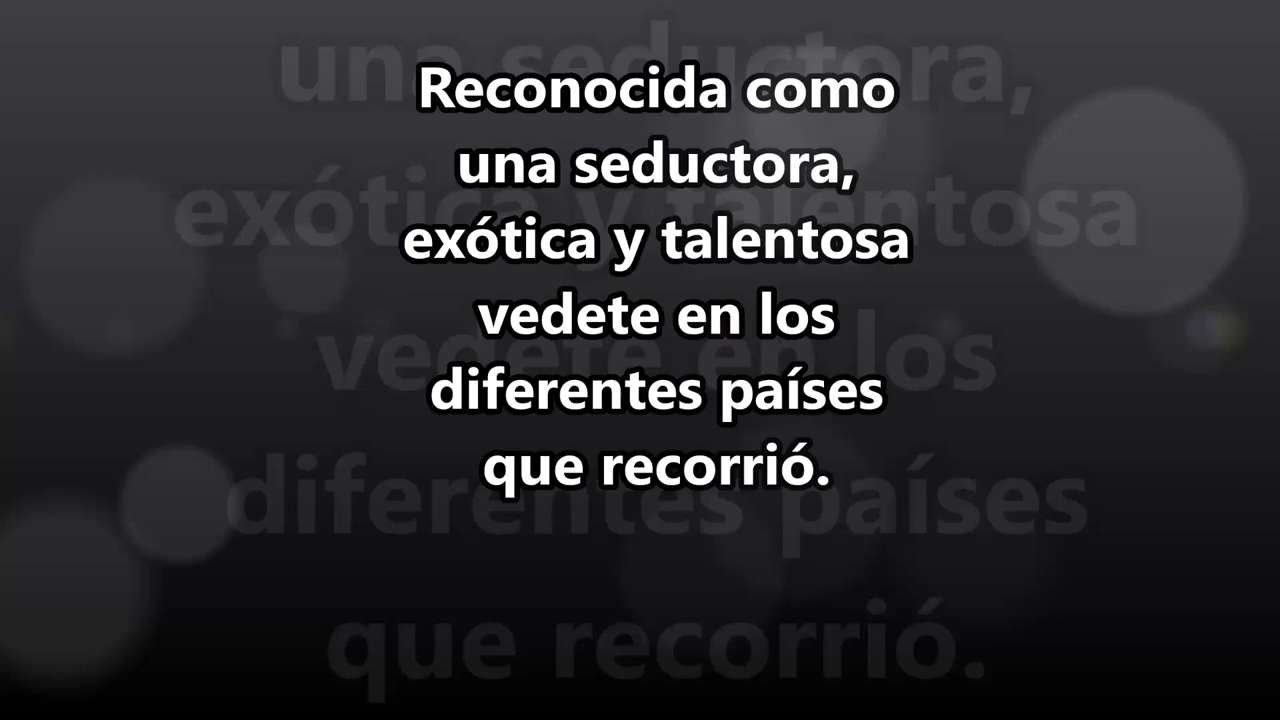 Reconocida como
una seductora,
exótica y talentosa
vedete en los
diferentes países
que recorrió.